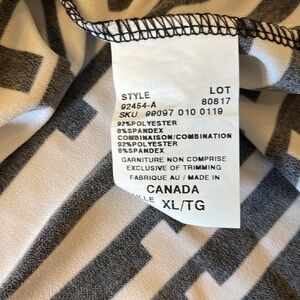 STYLE LOT
92454-A 80817
SKU 99097 010 0119
92%POLYESTER
8%SPANDEX
COMBINAISON/COMBINATION
92%POLYESTER
8%SPANDEX
GARNITURE NON COMPRISE
EXCLUSIVE OF TRIMMING
FABRIQUE AU / MADE IN
CANADA
XL/TG